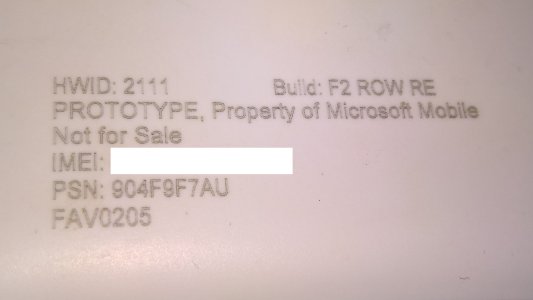 HWID: 2111 Build: F2 ROW RE
PROTOTYPE, Property of Microsoft Mobile
Not for Sale
IMEI:
PSN: 904F9F7AU
FAV0205